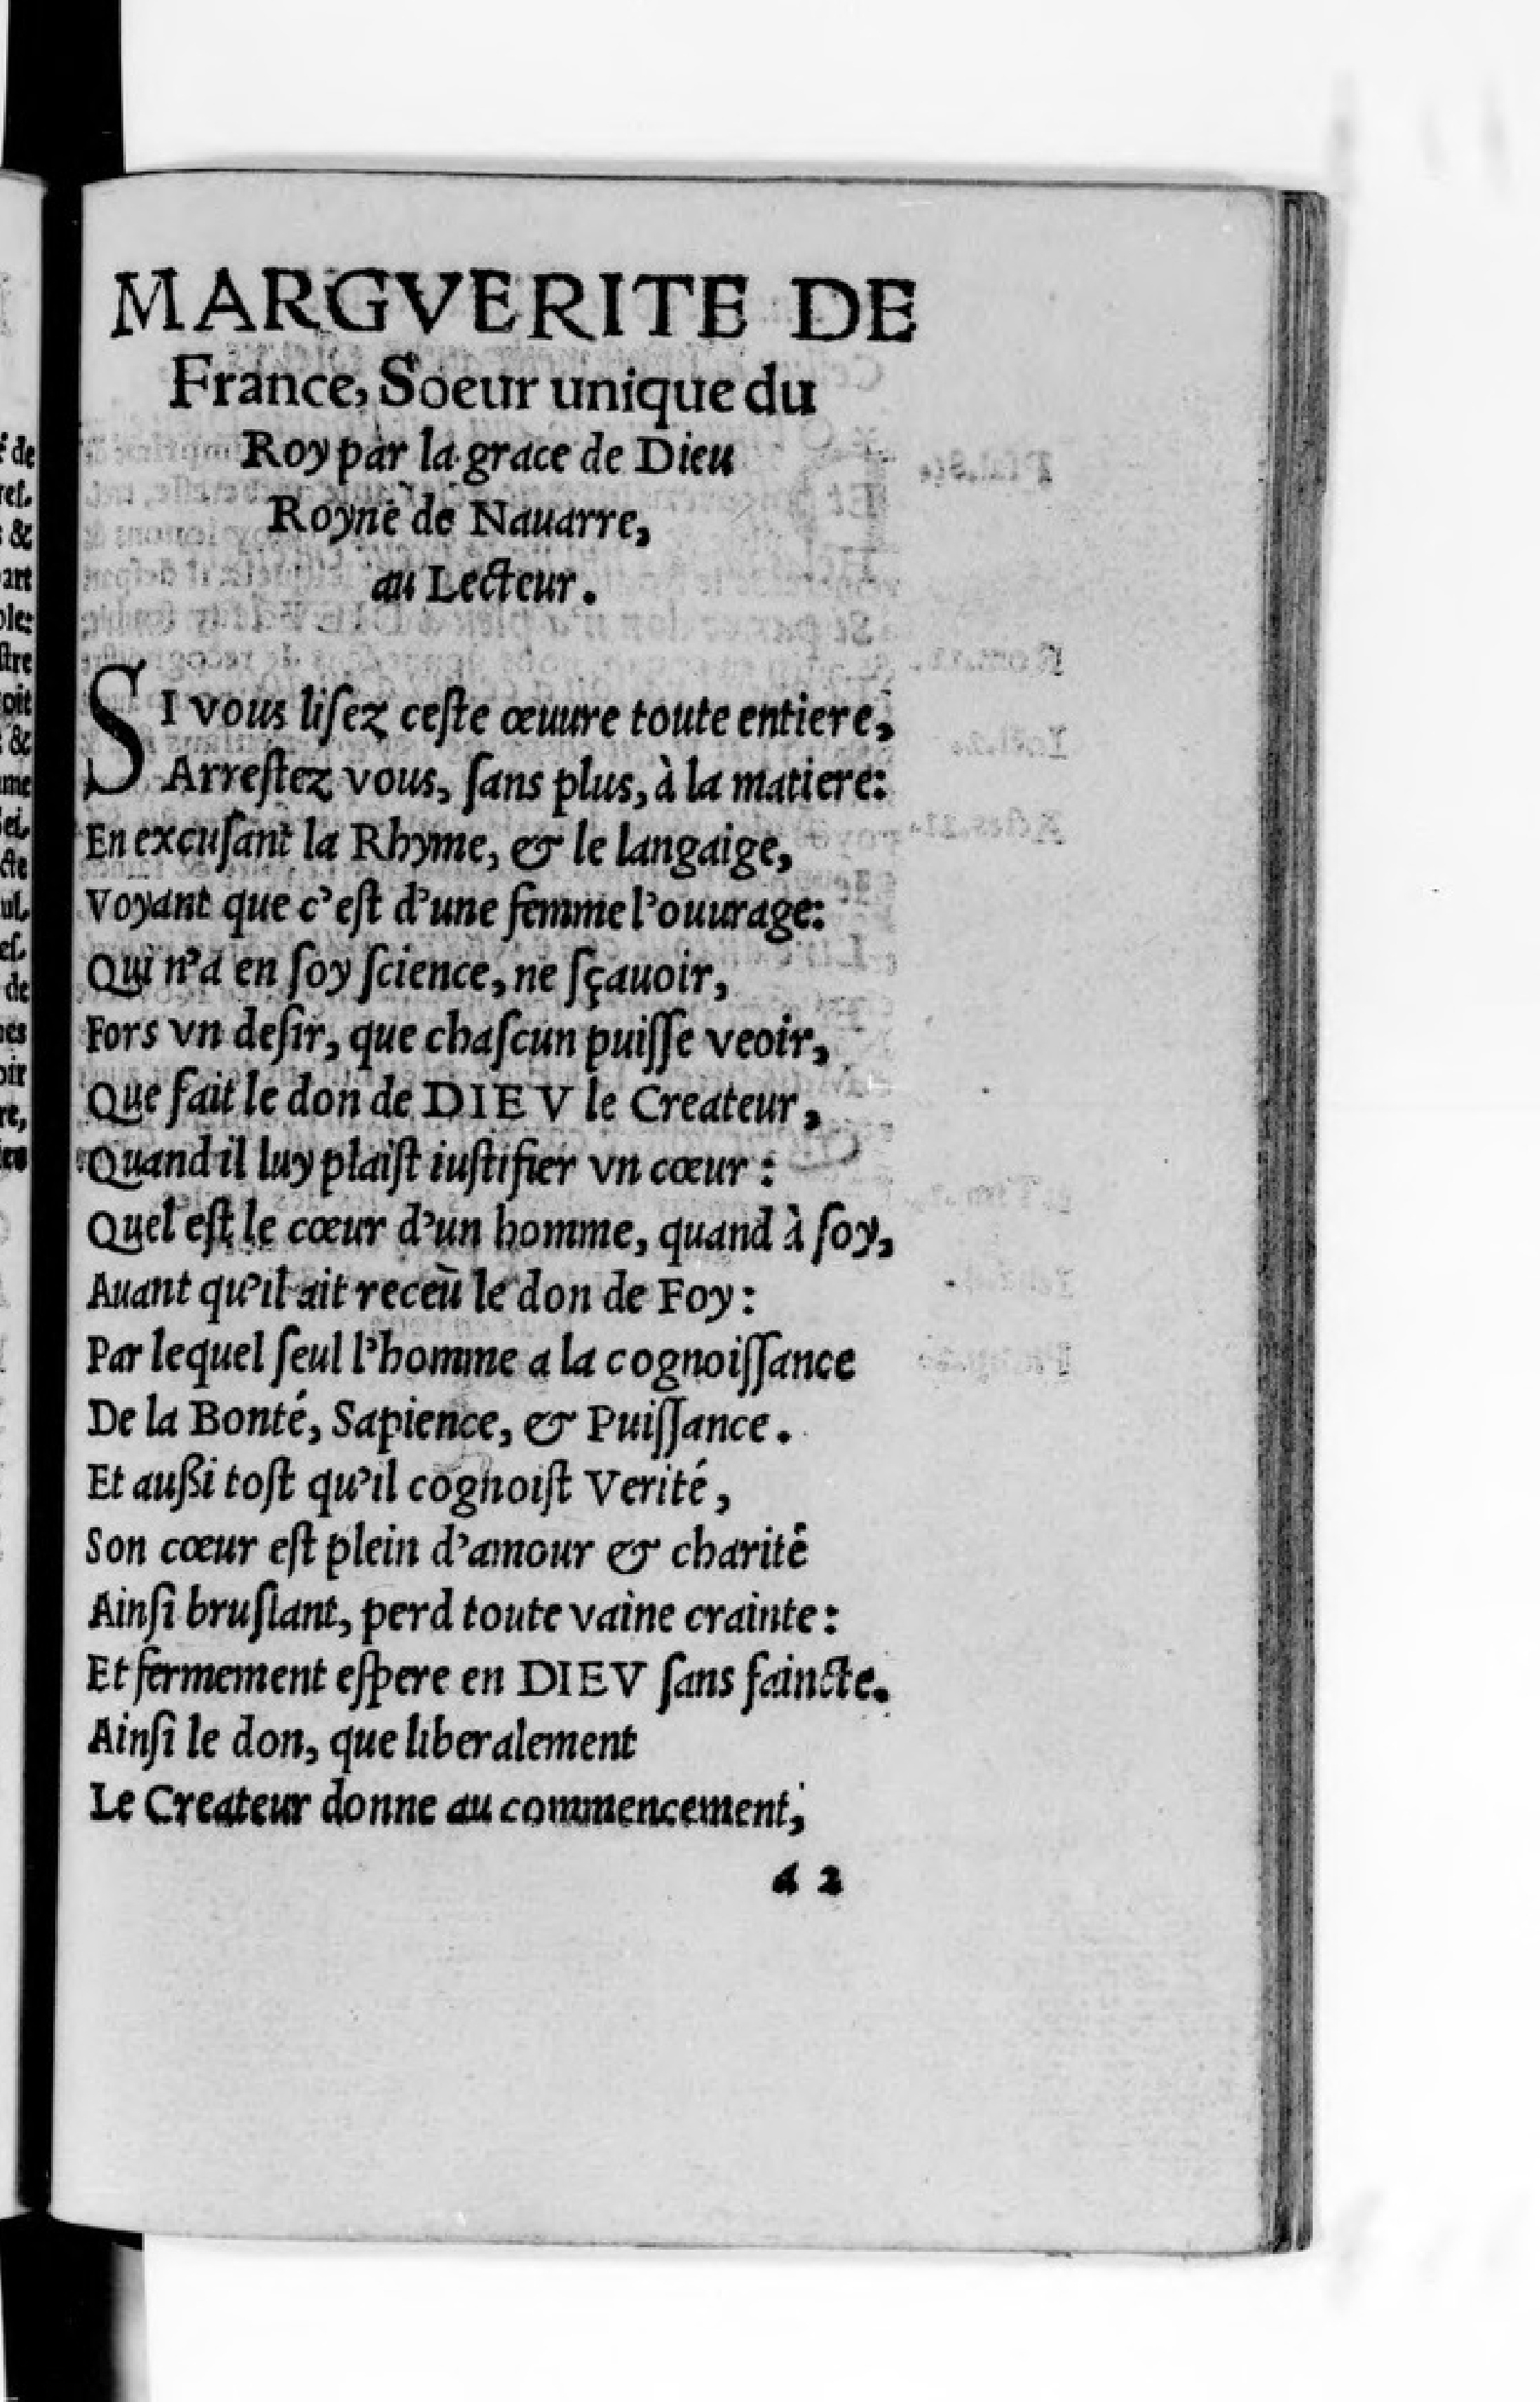 MARGVERITE DE
France, Soeur unique du
Roy par la grace de Dieu
Royne de Nauarre,
au Lecteur.
SI vous liſez ceſte œuure toute entiere,
Arreſtez vous, ſans plus, à la matiere:
En excuſant la Rhyme, & le langaige,
Voyant que c'eſt d'une femme l'ouurage:
Qui n'a en ſoy ſcience, ne ſçauoir,
Fors vn deſir, que chaſcun puiſſe veoir,
Que fait le don de DIEV le Createur,
Quand il luy plaiſt iuſtifier vn cœur:
Quel eſt le cœur d'un homme, quand à ſoy,
Auant qu'il ait receu le don de Foy:
Par lequel ſeul l'homme a la cognoiſſance
De la Bonté, Sapience, & Puiſſance.
Et außi toſt qu'il cognoiſt Verité,
Son cœur eſt plein d'amour & charité
Ainſi bruſlant, perd toute vaine crainte:
Et fermement eſpere en DIEV ſans faincte.
Ainſi le don, que liberalement
Le Createur donne au commencement,
a 2